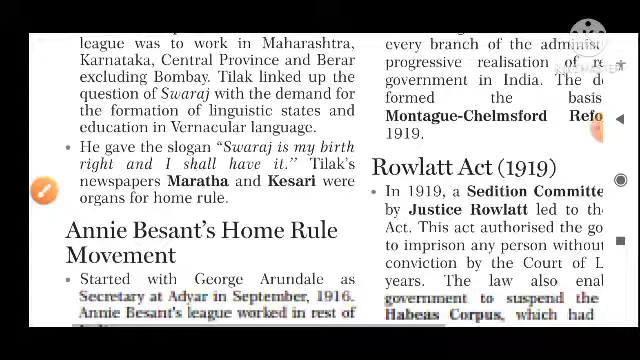 league was to work in Maharashtra,
Karnataka, Central Province and Berar
excluding Bombay. Tilak linked up the
question of Swaraj with the demand for
the formation of linguistic states and
education in Vernacular language.
• He gave the slogan “Swaraj is my birth
right and I shall have it.” Tilak's
newspapers Maratha and Kesari were
organs for home rule.
Annie Besant's Home Rule
Movement
• Started with George Arundale as
Secretary at Adyar in September, 1916.
Annie Besant's league worked in rest of
every branch of the administ
progressive realisation of re
government in India. The de
formed the basis
Montague-Chelmsford Refo
1919.
Rowlatt Act (1919)
• In 1919, a Sedition Committe
by Justice Rowlatt led to the
Act. This act authorised the go
to imprison any person without
conviction by the Court of L
years. The law also enab
government to suspend the
Habeas Corpus, which had